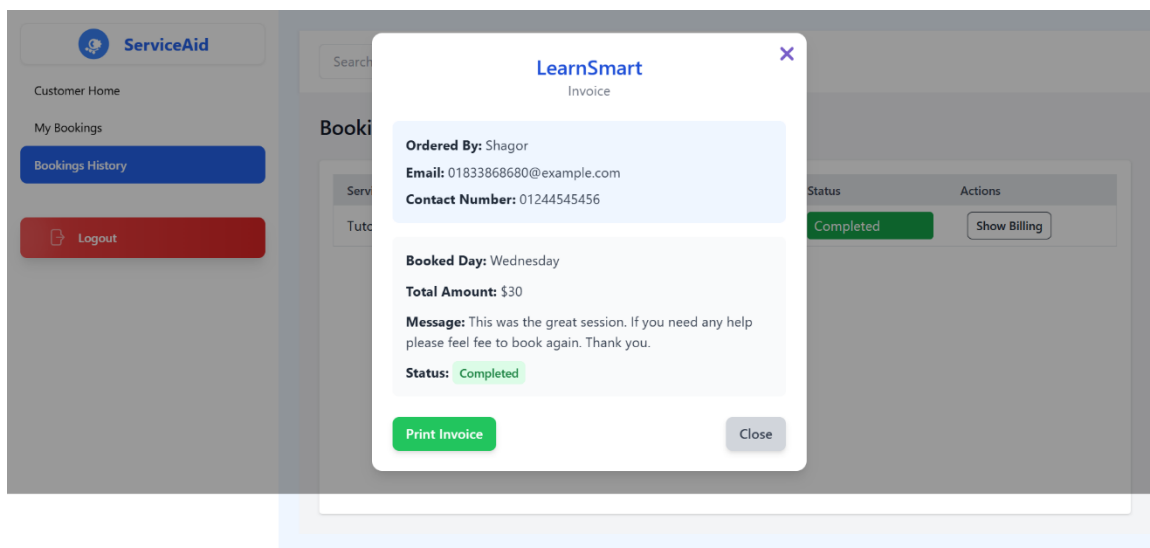 ServiceAid
Customer Home
My Bookings
Bookings History
Logout
Search
Booki
Servi
Status
Actions
Tuto
Completed
Show Billing
LearnSmart
Invoice
Ordered By: Shagor
Email: 01833868680@example.com
Contact Number: 01244545456
Booked Day: Wednesday
Total Amount: $30
Message: This was the great session. If you need any help
please feel fee to book again. Thank you.
Status: Completed
Print Invoice
Close